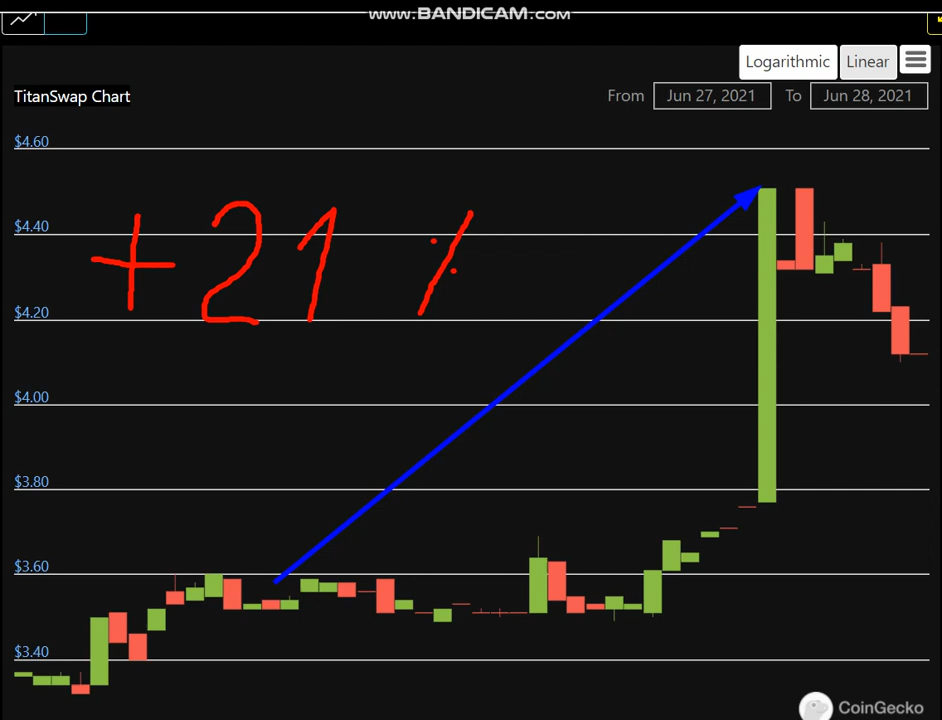 www.BANDICAM.com
Logarithmic Linear
TitanSwap Chart
From Jun 27, 2021 To Jun 28, 2021
$4.60
+21 %
$4.40
$4.20
$4.00
$3.80
$3.60
$3.40
CoinGecko